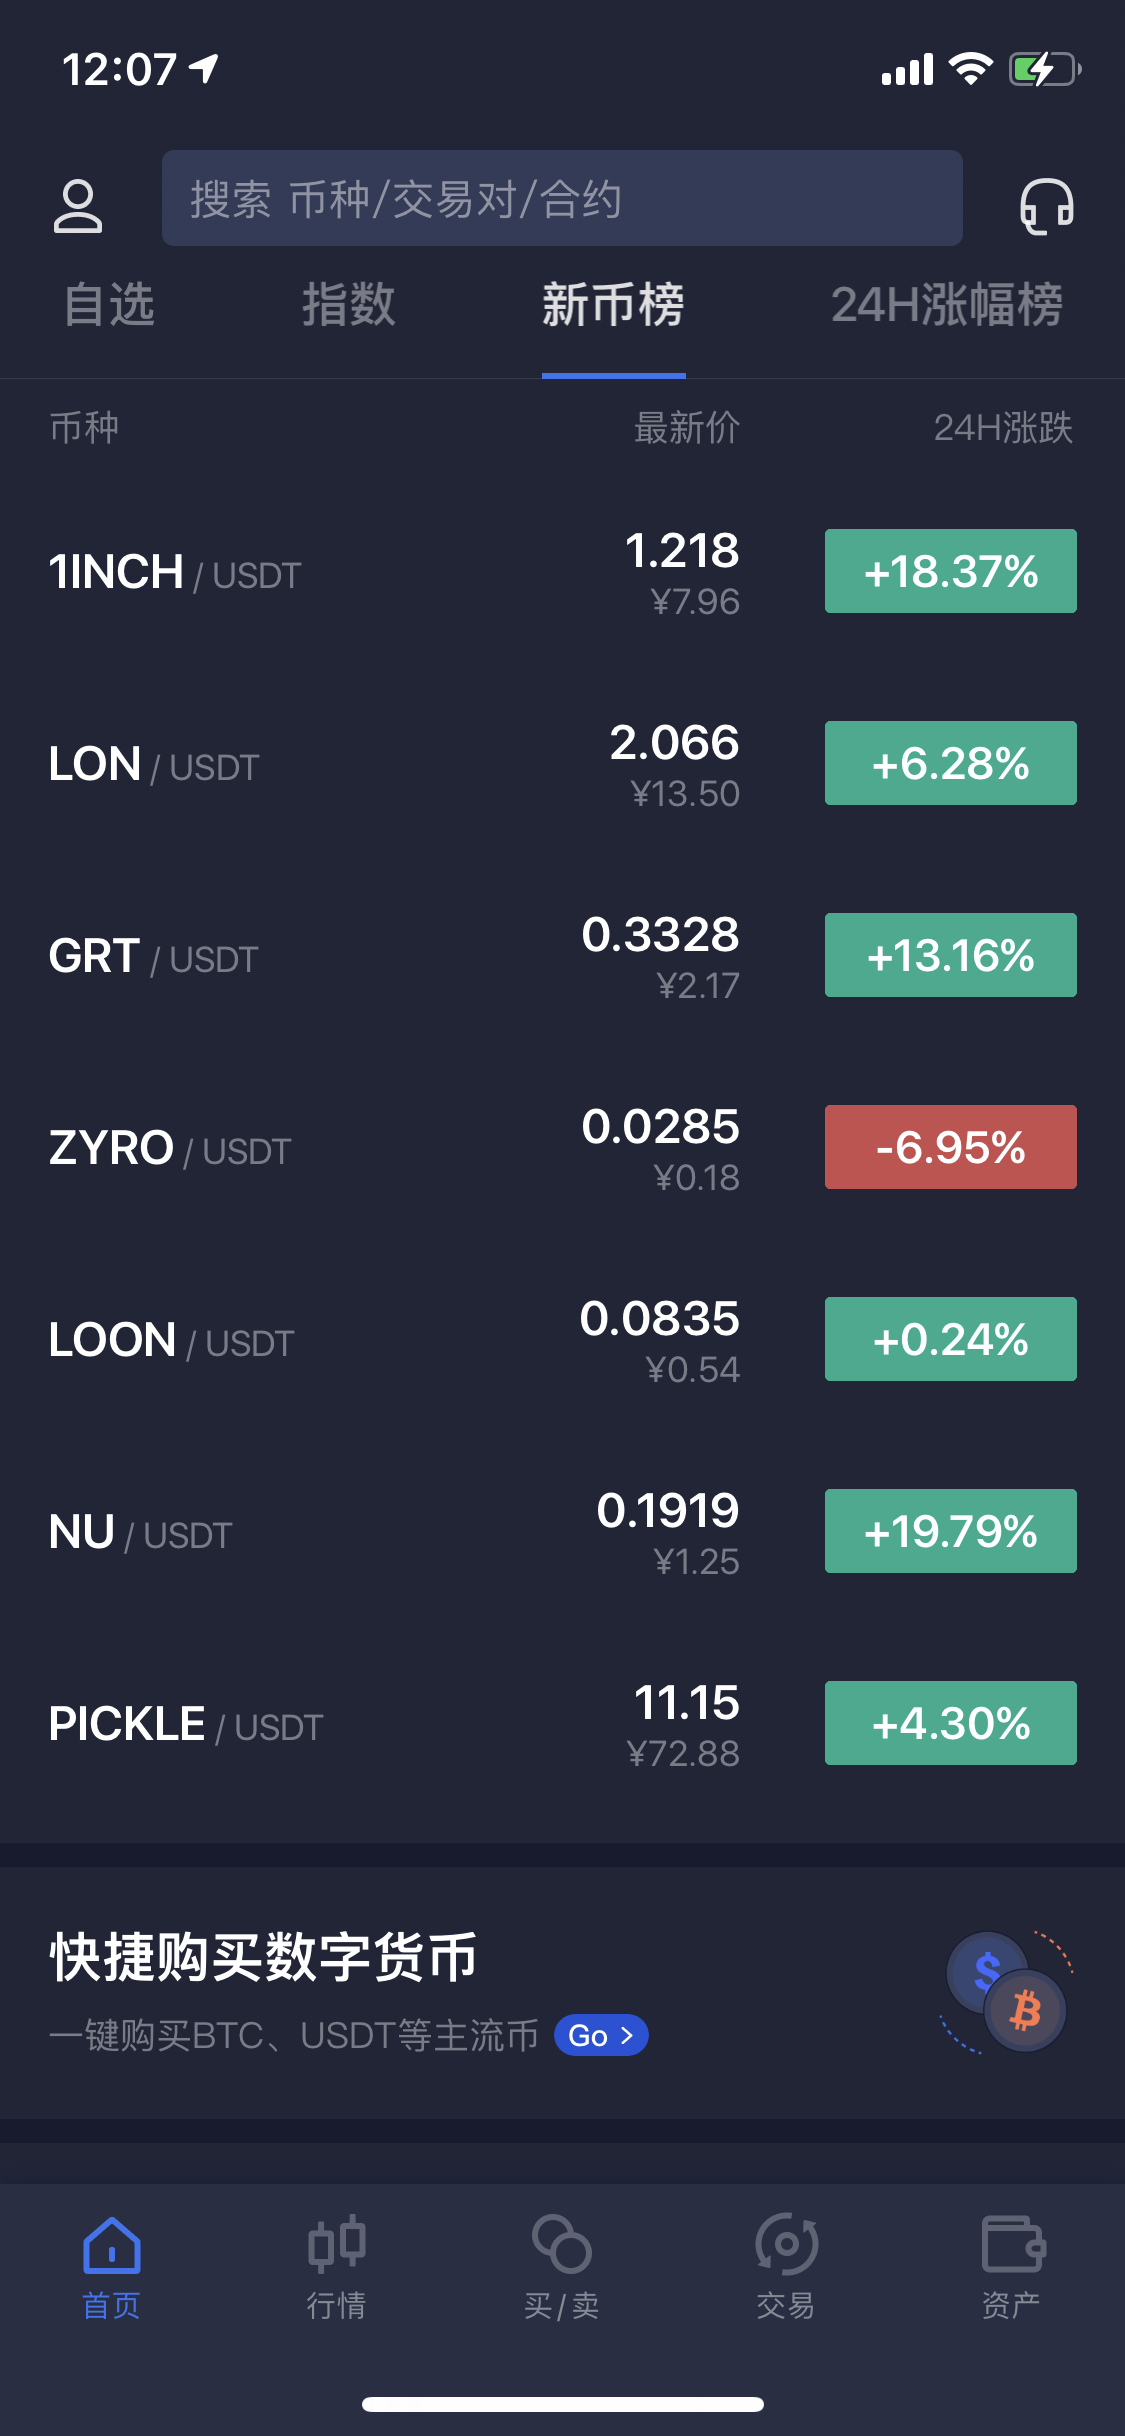 12:07
搜索 币种/交易对/合约
自选 指数 新币榜 24H涨幅榜
币种 最新价 24H涨跌
1INCH / USDT 1.218 +18.37%
¥7.96
LON / USDT 2.066 +6.28%
¥13.50
GRT / USDT 0.3328 +13.16%
¥2.17
ZYRO / USDT 0.0285 -6.95%
¥0.18
LOON / USDT 0.0835 +0.24%
¥0.54
NU / USDT 0.1919 +19.79%
¥1.25
PICKLE / USDT 11.15 +4.30%
¥72.88
快捷购买数字货币
一键购买BTC、USDT等主流币 Go >
首页 行情 买/卖 交易 资产